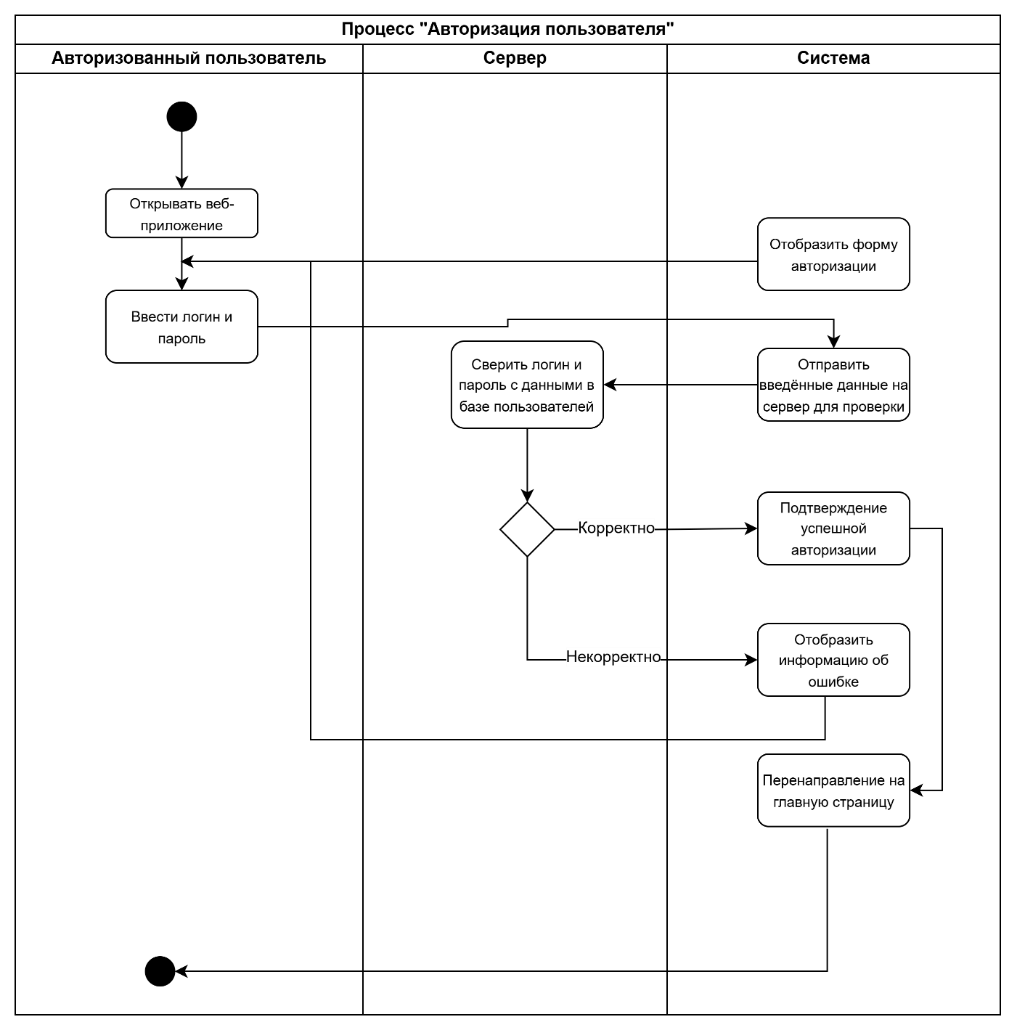 Процесс "Авторизация пользователя"
Авторизованный пользователь
Сервер
Система
Открывать веб-
приложение
Отобразить форму
авторизации
Ввести логин и
пароль
Сверить логин и
пароль с данными в
базе пользователей
Отправить
введённые данные на
сервер для проверки
Корректно
Подтверждение
успешной
авторизации
Некорректно
Отобразить
информацию об
ошибке
Перенаправление на
главную страницу